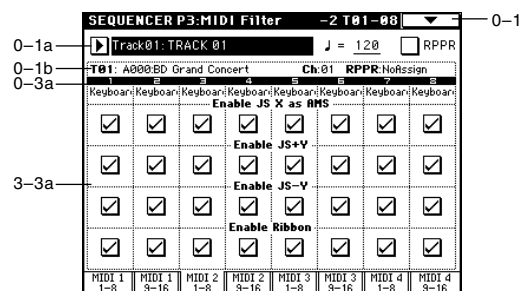 SEQUENCER P3:MIDI Filter -2 T01-08 0-1
0-1a Track01: TRACK 01 ♩ = 120 RPPR
0-1b T01: A000:BD Grand Concert Ch:01 RPPR:NoAssign
0-3a 1 2 3 4 5 6 7 8
Keyboar Keyboar Keyboar Keyboar Keyboar Keyboar Keyboar Keyboar
Enable JS X as AMS
Enable JS+Y
3-3a Enable JS-Y
Enable Ribbon
MIDI 1 MIDI 1 MIDI 2 MIDI 2 MIDI 3 MIDI 3 MIDI 4 MIDI 4
1-8 9-16 1-8 9-16 1-8 9-16 1-8 9-16